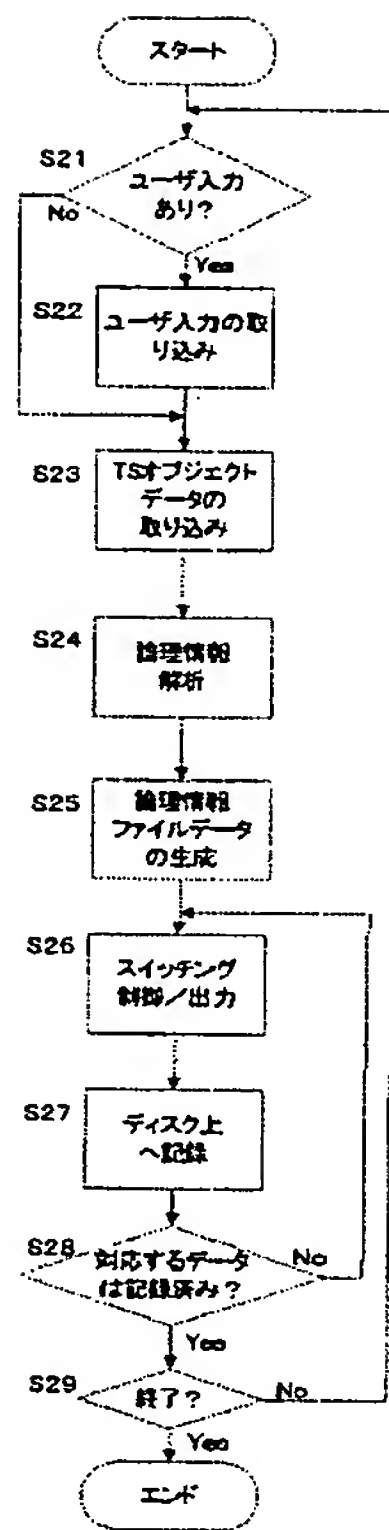 スタート
S21
ユーザ入力
あり?
No
Yes
S22
ユーザ入力の取
り込み
S23
TSオブジェクト
データの
取り込み
S24
論理情報
解析
S25
論理情報
ファイルデータ
の生成
S26
スイッチング
制御/出力
S27
ディスク上
へ記録
S28
対応するデータ
は記録済み?
No
Yes
S29
終了?
No
Yes
エンド